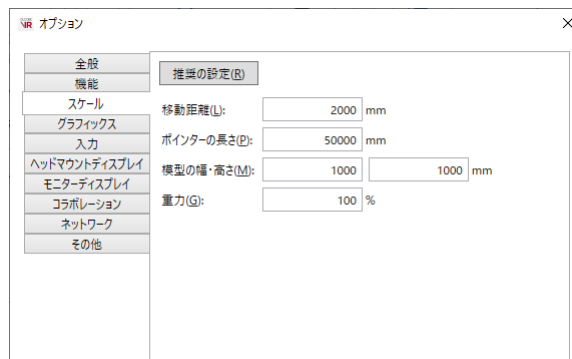 VR オプション
全般
機能
スケール
グラフィックス
入力
ヘッドマウントディスプレイ
モニターディスプレイ
コラボレーション
ネットワーク
その他
推奨の設定(R)
移動距離(L): 2000 mm
ポインターの長さ(P): 50000 mm
模型の幅・高さ(M): 1000 1000 mm
重力(G): 100 %